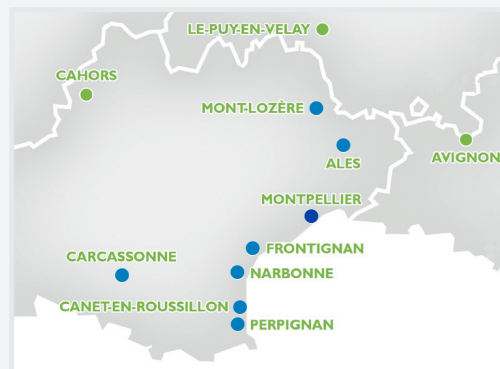 LE-PUY-EN-VELAY
CAHORS
MONT-LOZÈRE
AVIGNON
ALES
MONTPELLIER
FRONTIGNAN
CARCASSONNE
NARBONNE
CANET-EN-ROUSSILLON
PERPIGNAN